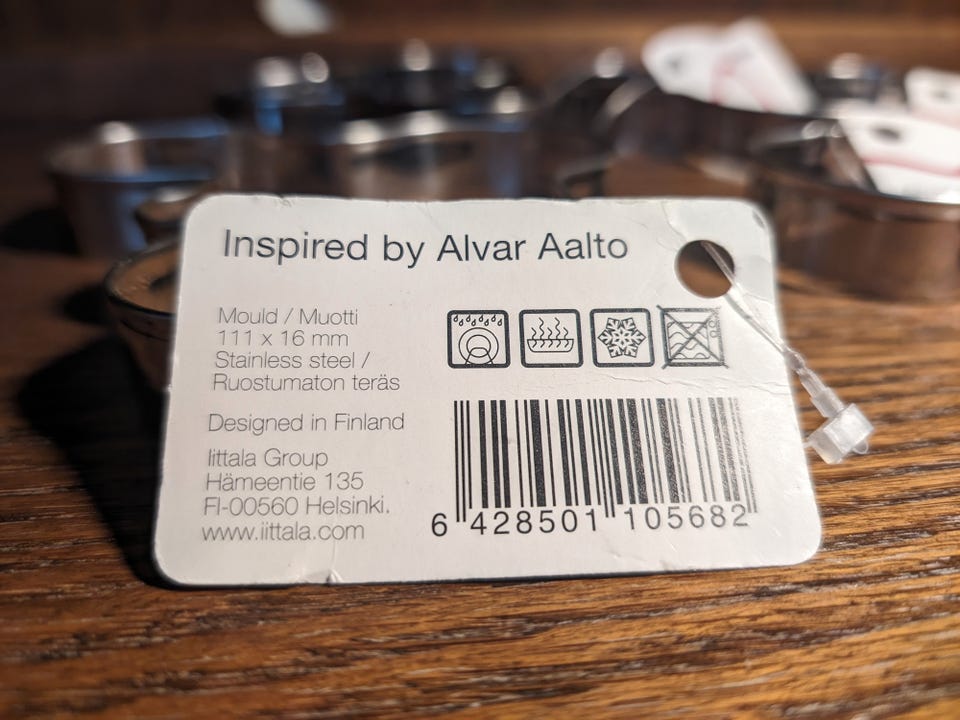 Inspired by Alvar Aalto
Mould / Muotti
111 x 16 mm
Stainless steel /
Ruostumaton teräs
Designed in Finland
Iittala Group
Hämeentie 135
FI-00560 Helsinki.
www.iittala.com
6 428501 105682